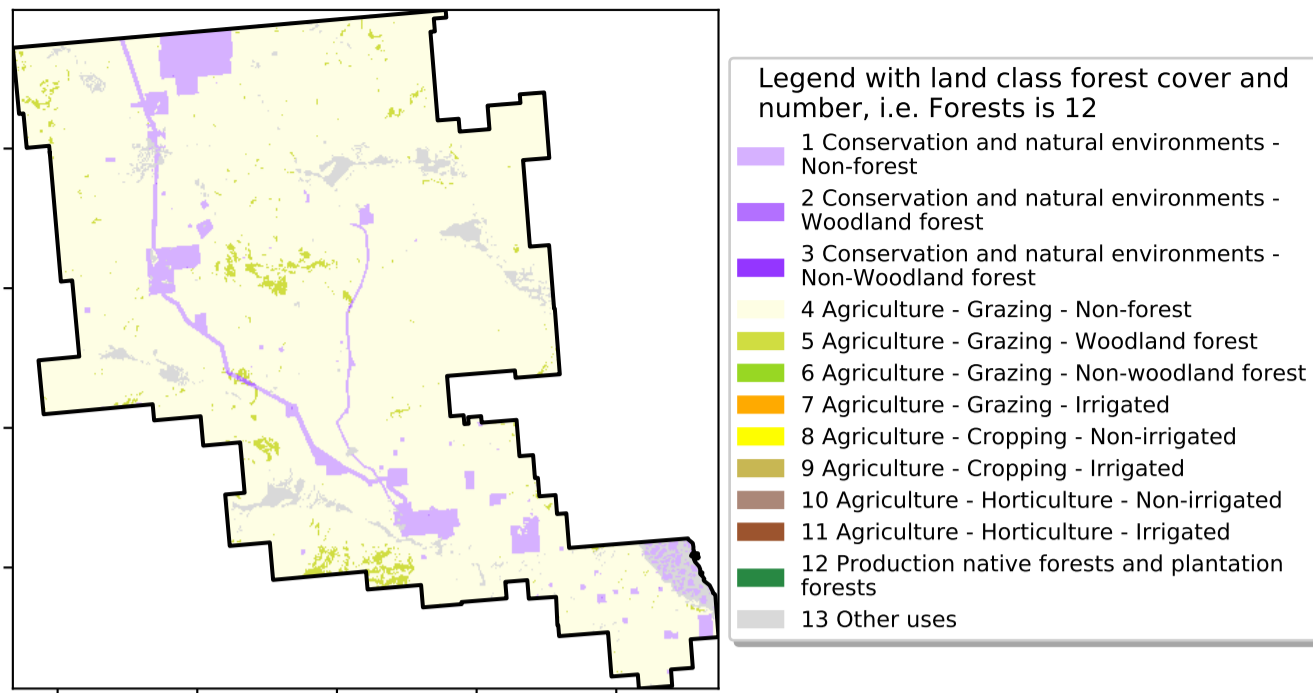 Legend with land class forest cover and
number, i.e. Forests is 12
1 Conservation and natural environments -
Non-forest
2 Conservation and natural environments -
Woodland forest
3 Conservation and natural environments -
Non-Woodland forest
4 Agriculture - Grazing - Non-forest
5 Agriculture - Grazing - Woodland forest
6 Agriculture - Grazing - Non-woodland forest
7 Agriculture - Grazing - Irrigated
8 Agriculture - Cropping - Non-irrigated
9 Agriculture - Cropping - Irrigated
10 Agriculture - Horticulture - Non-irrigated
11 Agriculture - Horticulture - Irrigated
12 Production native forests and plantation
forests
13 Other uses